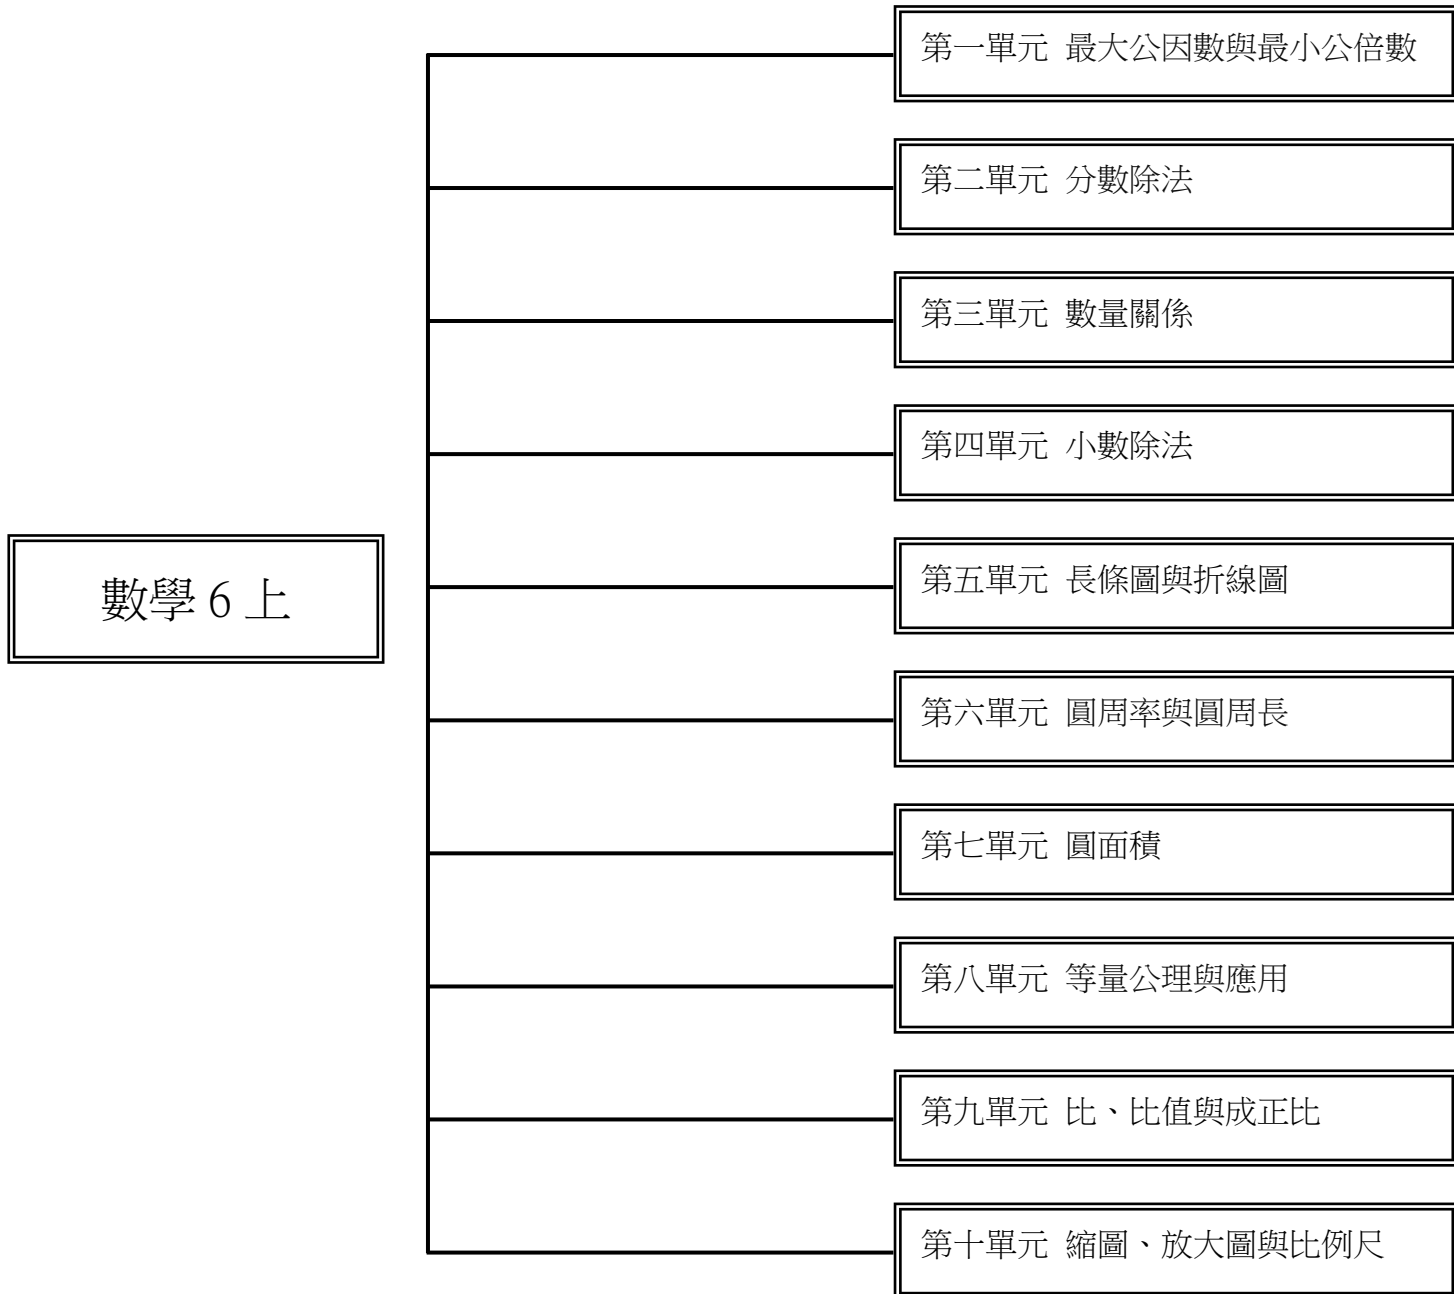 第一單元 最大公因數與最小公倍數
第二單元 分數除法
第三單元 數量關係
第四單元 小數除法
數學 6 上
第五單元 長條圖與折線圖
第六單元 圓周率與圓周長
第七單元 圓面積
第八單元 等量公理與應用
第九單元 比、比值與成正比
第十單元 縮圖、放大圖與比例尺